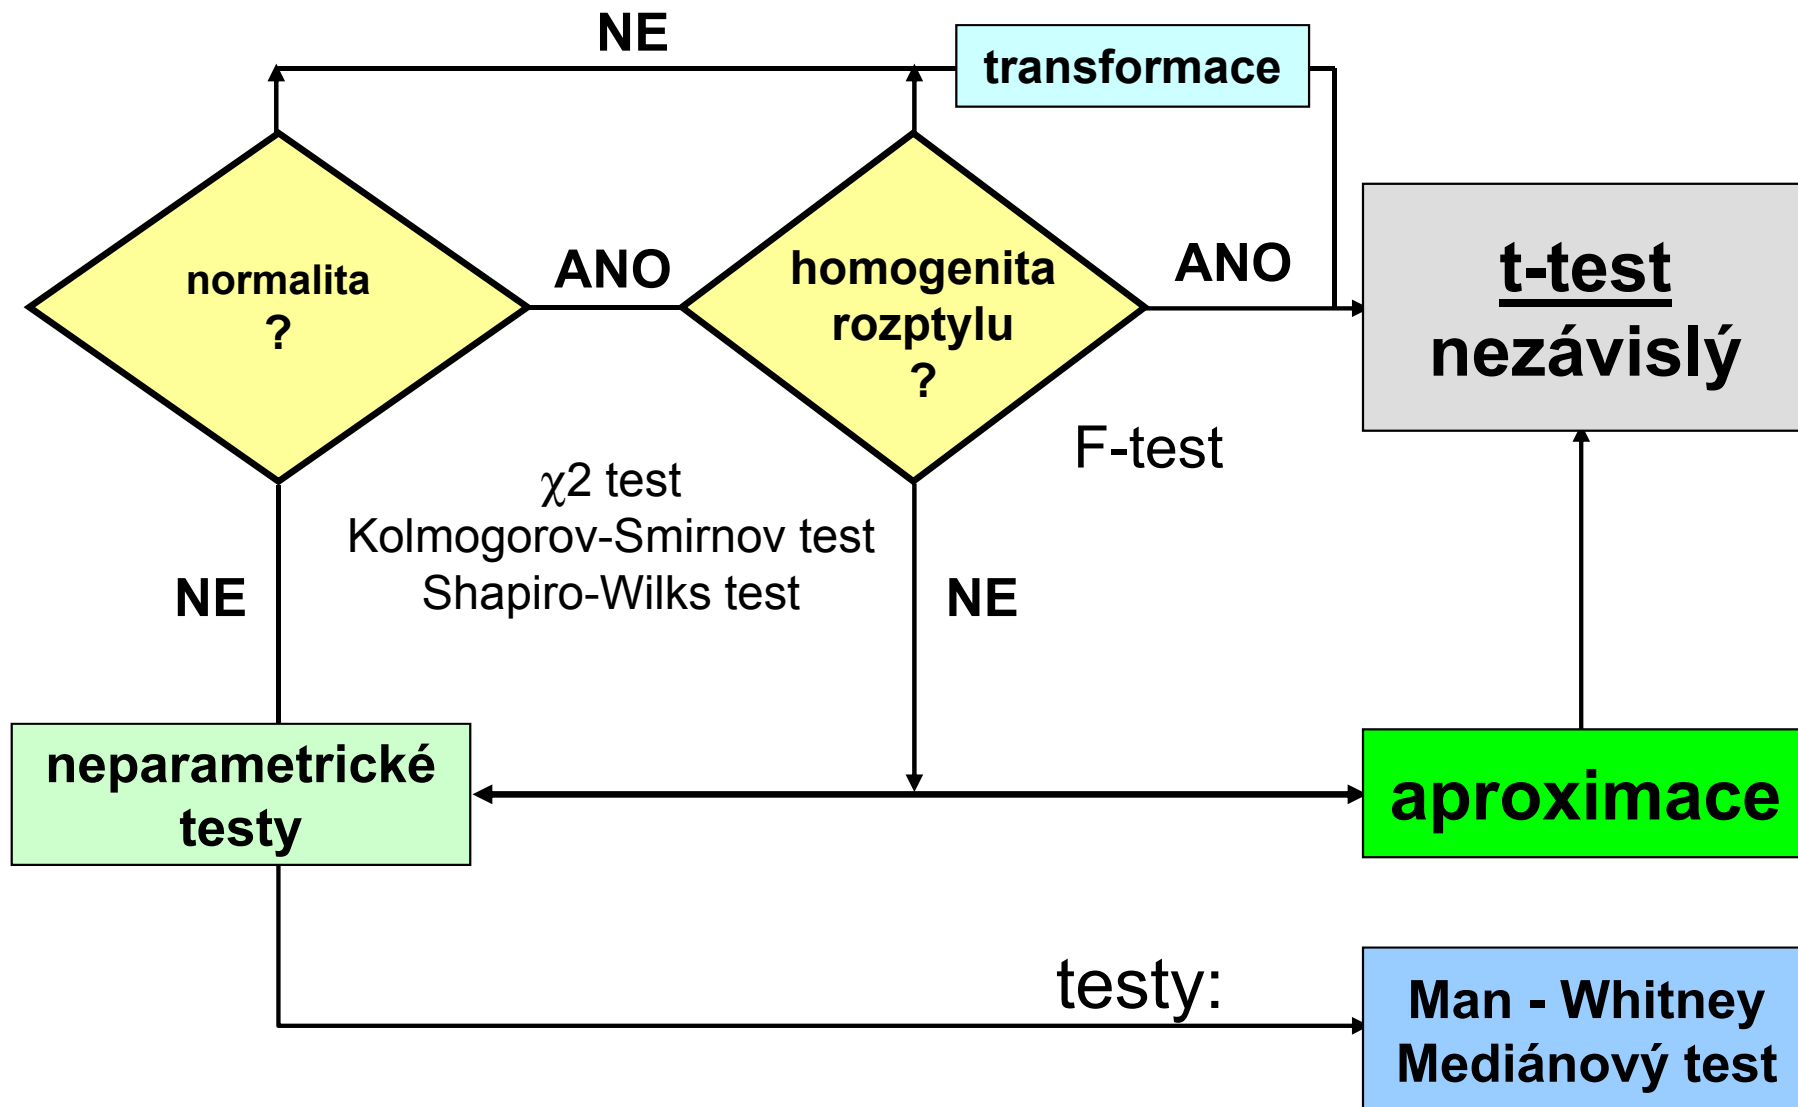 NE
transformace
normalita
?
ANO
homogenita
rozptylu
?
ANO
t-test
nezávislý
F-test
χ2 test
Kolmogorov-Smirnov test
Shapiro-Wilks test
NE
NE
neparametrické
testy
aproximace
testy:
Man - Whitney
Mediánový test